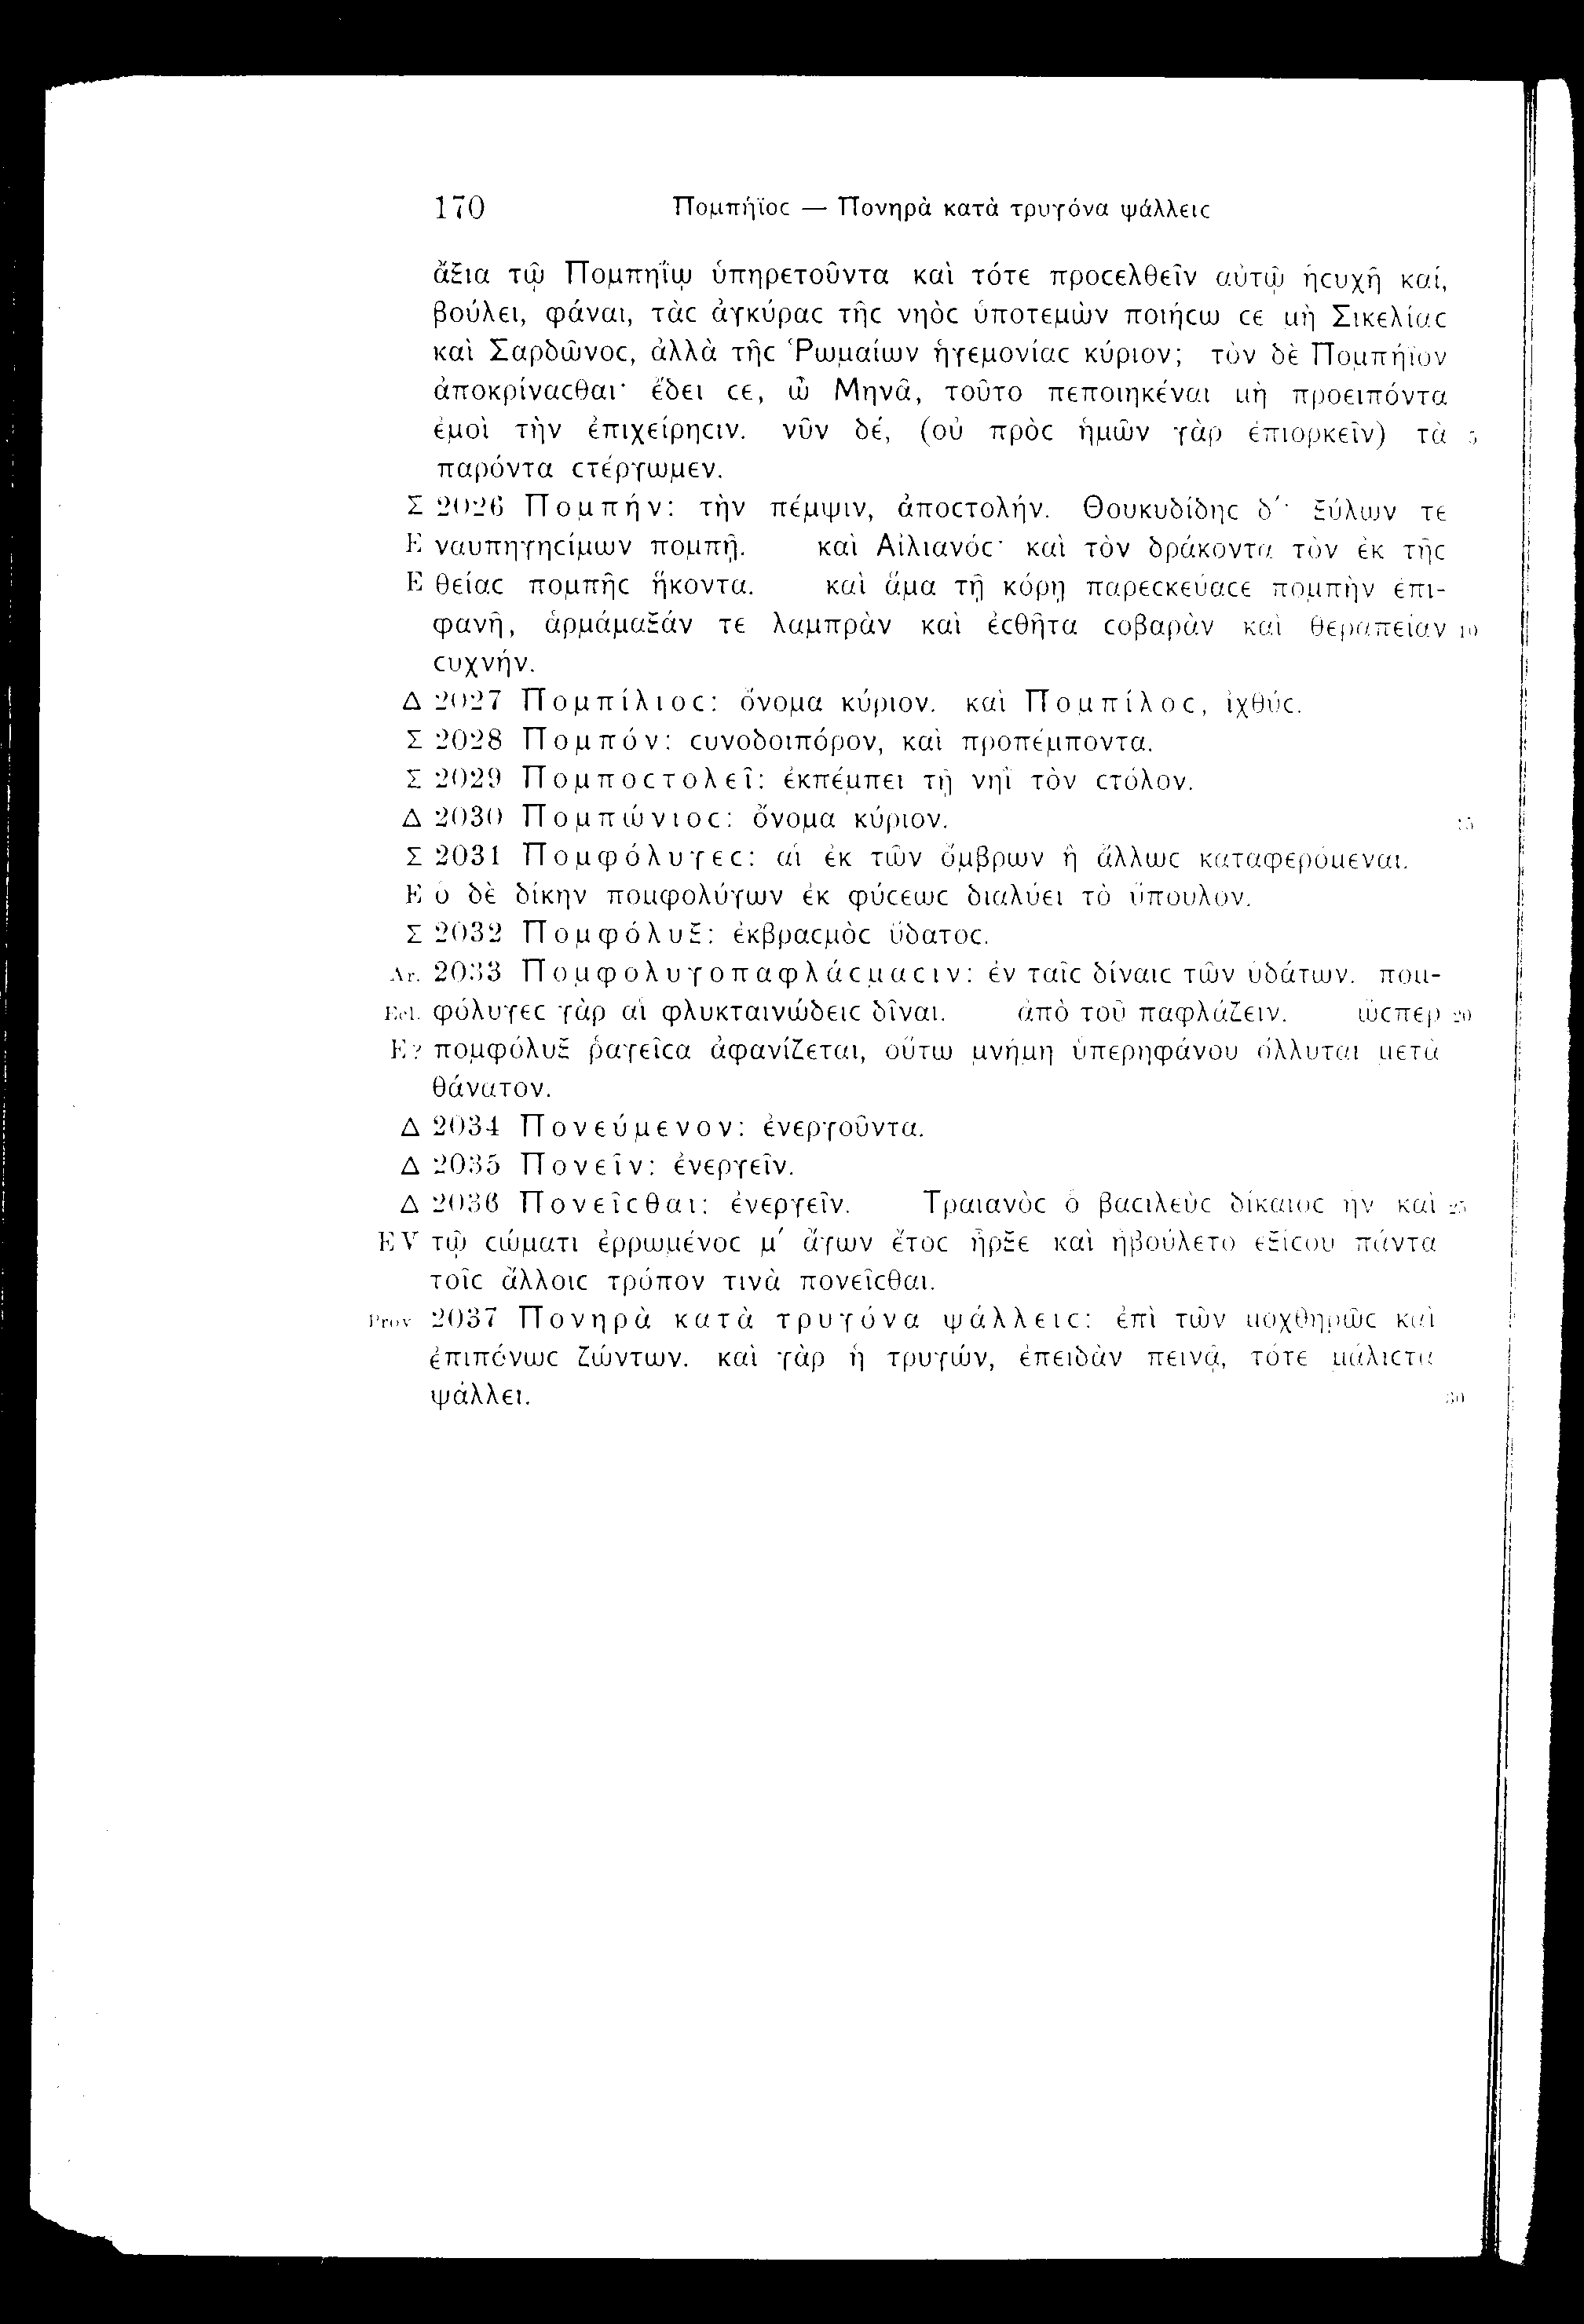 170 Πομπήϊοϲ — Πονηρὰ κατὰ τρυγόνα ψάλλειϲ
ἄξια τῷ Πομπηΐῳ ὑπηρετοῦντα καὶ τότε προϲελθεῖν αὐτῷ ἡϲυχῆ καί,
βούλει, φάναι, τὰϲ ἀγκύραϲ τῆϲ νηὸϲ ὑποτεμὼν ποιήϲω ϲε μὴ Σικελίαϲ
καὶ Σαρδῶνοϲ, ἀλλὰ τῆϲ Ῥωμαίων ἡγεμονίαϲ κύριον; τὸν δὲ Πομπήϊον
ἀποκρίναϲθαι· ἔδει ϲε, ὦ Μηνᾶ, τοῦτο πεποιηκέναι μὴ προειπόντα
ἐμοὶ τὴν ἐπιχείρηϲιν. νῦν δέ, (οὐ πρὸϲ ἡμῶν γὰρ ἐπιορκεῖν) τὰ 5
παρόντα ϲτέργωμεν.
Σ 2026 Πομπήν: τὴν πέμψιν, ἀποϲτολήν. Θουκυδίδηϲ δ´· ξύλων τε
E ναυπηγηϲίμων πομπῇ. καὶ Αἰλιανόϲ· καὶ τὸν δράκοντα τὸν ἐκ τῆϲ
E θείαϲ πομπῆϲ ἥκοντα. καὶ ἅμα τῇ κόρῃ παρεϲκεύαϲε πομπὴν ἐπι-
φανῆ, ἁρμάμαξάν τε λαμπρὰν καὶ ἐϲθῆτα ϲοβαρὰν καὶ θεραπείαν 10
ϲυχνήν.
Δ 2027 Πομπίλιοϲ: ὄνομα κύριον. καὶ Πομπίλοϲ, ἰχθύϲ.
Σ 2028 Πομπόν: ϲυνοδοιπόρον, καὶ προπέμποντα.
Σ 2029 Πομποϲτολεῖ: ἐκπέμπει τῇ νηῒ τὸν ϲτόλον.
Δ 2030 Πομπώνιοϲ: ὄνομα κύριον. 15
Σ 2031 Πομφόλυγεϲ: αἱ ἐκ τῶν ὄμβρων ἢ ἄλλωϲ καταφερόμεναι.
E ὁ δὲ δίκην πομφολύγων ἐκ φύϲεωϲ διαλύει τὸ ὕπουλον.
Σ 2032 Πομφόλυξ: ἐκβραϲμὸϲ ὕδατοϲ.
Ar. 2033 Πομφολυγοπαφλάϲμαϲιν: ἐν ταῖϲ δίναιϲ τῶν ὑδάτων. πομ-
Ecl. φόλυγεϲ γὰρ αἱ φλυκταινώδειϲ δῖναι. ἀπὸ τοῦ παφλάζειν. ὥϲπερ 20
E? πομφόλυξ ῥαγεῖϲα ἀφανίζεται, οὕτω μνήμη ὑπερηφάνου ὄλλυται μετὰ
θάνατον.
Δ 2034 Πονεύμενον: ἐνεργοῦντα.
Δ 2035 Πονεῖν: ἐνεργεῖν.
Δ 2036 Πονεῖϲθαι: ἐνεργεῖν. Τραιανὸϲ ὁ βαϲιλεὺϲ δίκαιοϲ ἦν καὶ 25
EV τῷ ϲώματι ἐρρωμένοϲ μ´ ἄγων ἔτοϲ ἦρξε καὶ ἠβούλετο ἐξίϲου πάντα
τοῖϲ ἄλλοιϲ τρόπον τινὰ πονεῖϲθαι.
Prov 2037 Πονηρὰ κατὰ τρυγόνα ψάλλειϲ: ἐπὶ τῶν μοχθηρῶϲ καὶ
ἐπιπόνωϲ ζώντων. καὶ γὰρ ἡ τρυγών, ἐπειδὰν πεινᾷ, τότε μάλιϲτα
ψάλλει. 30